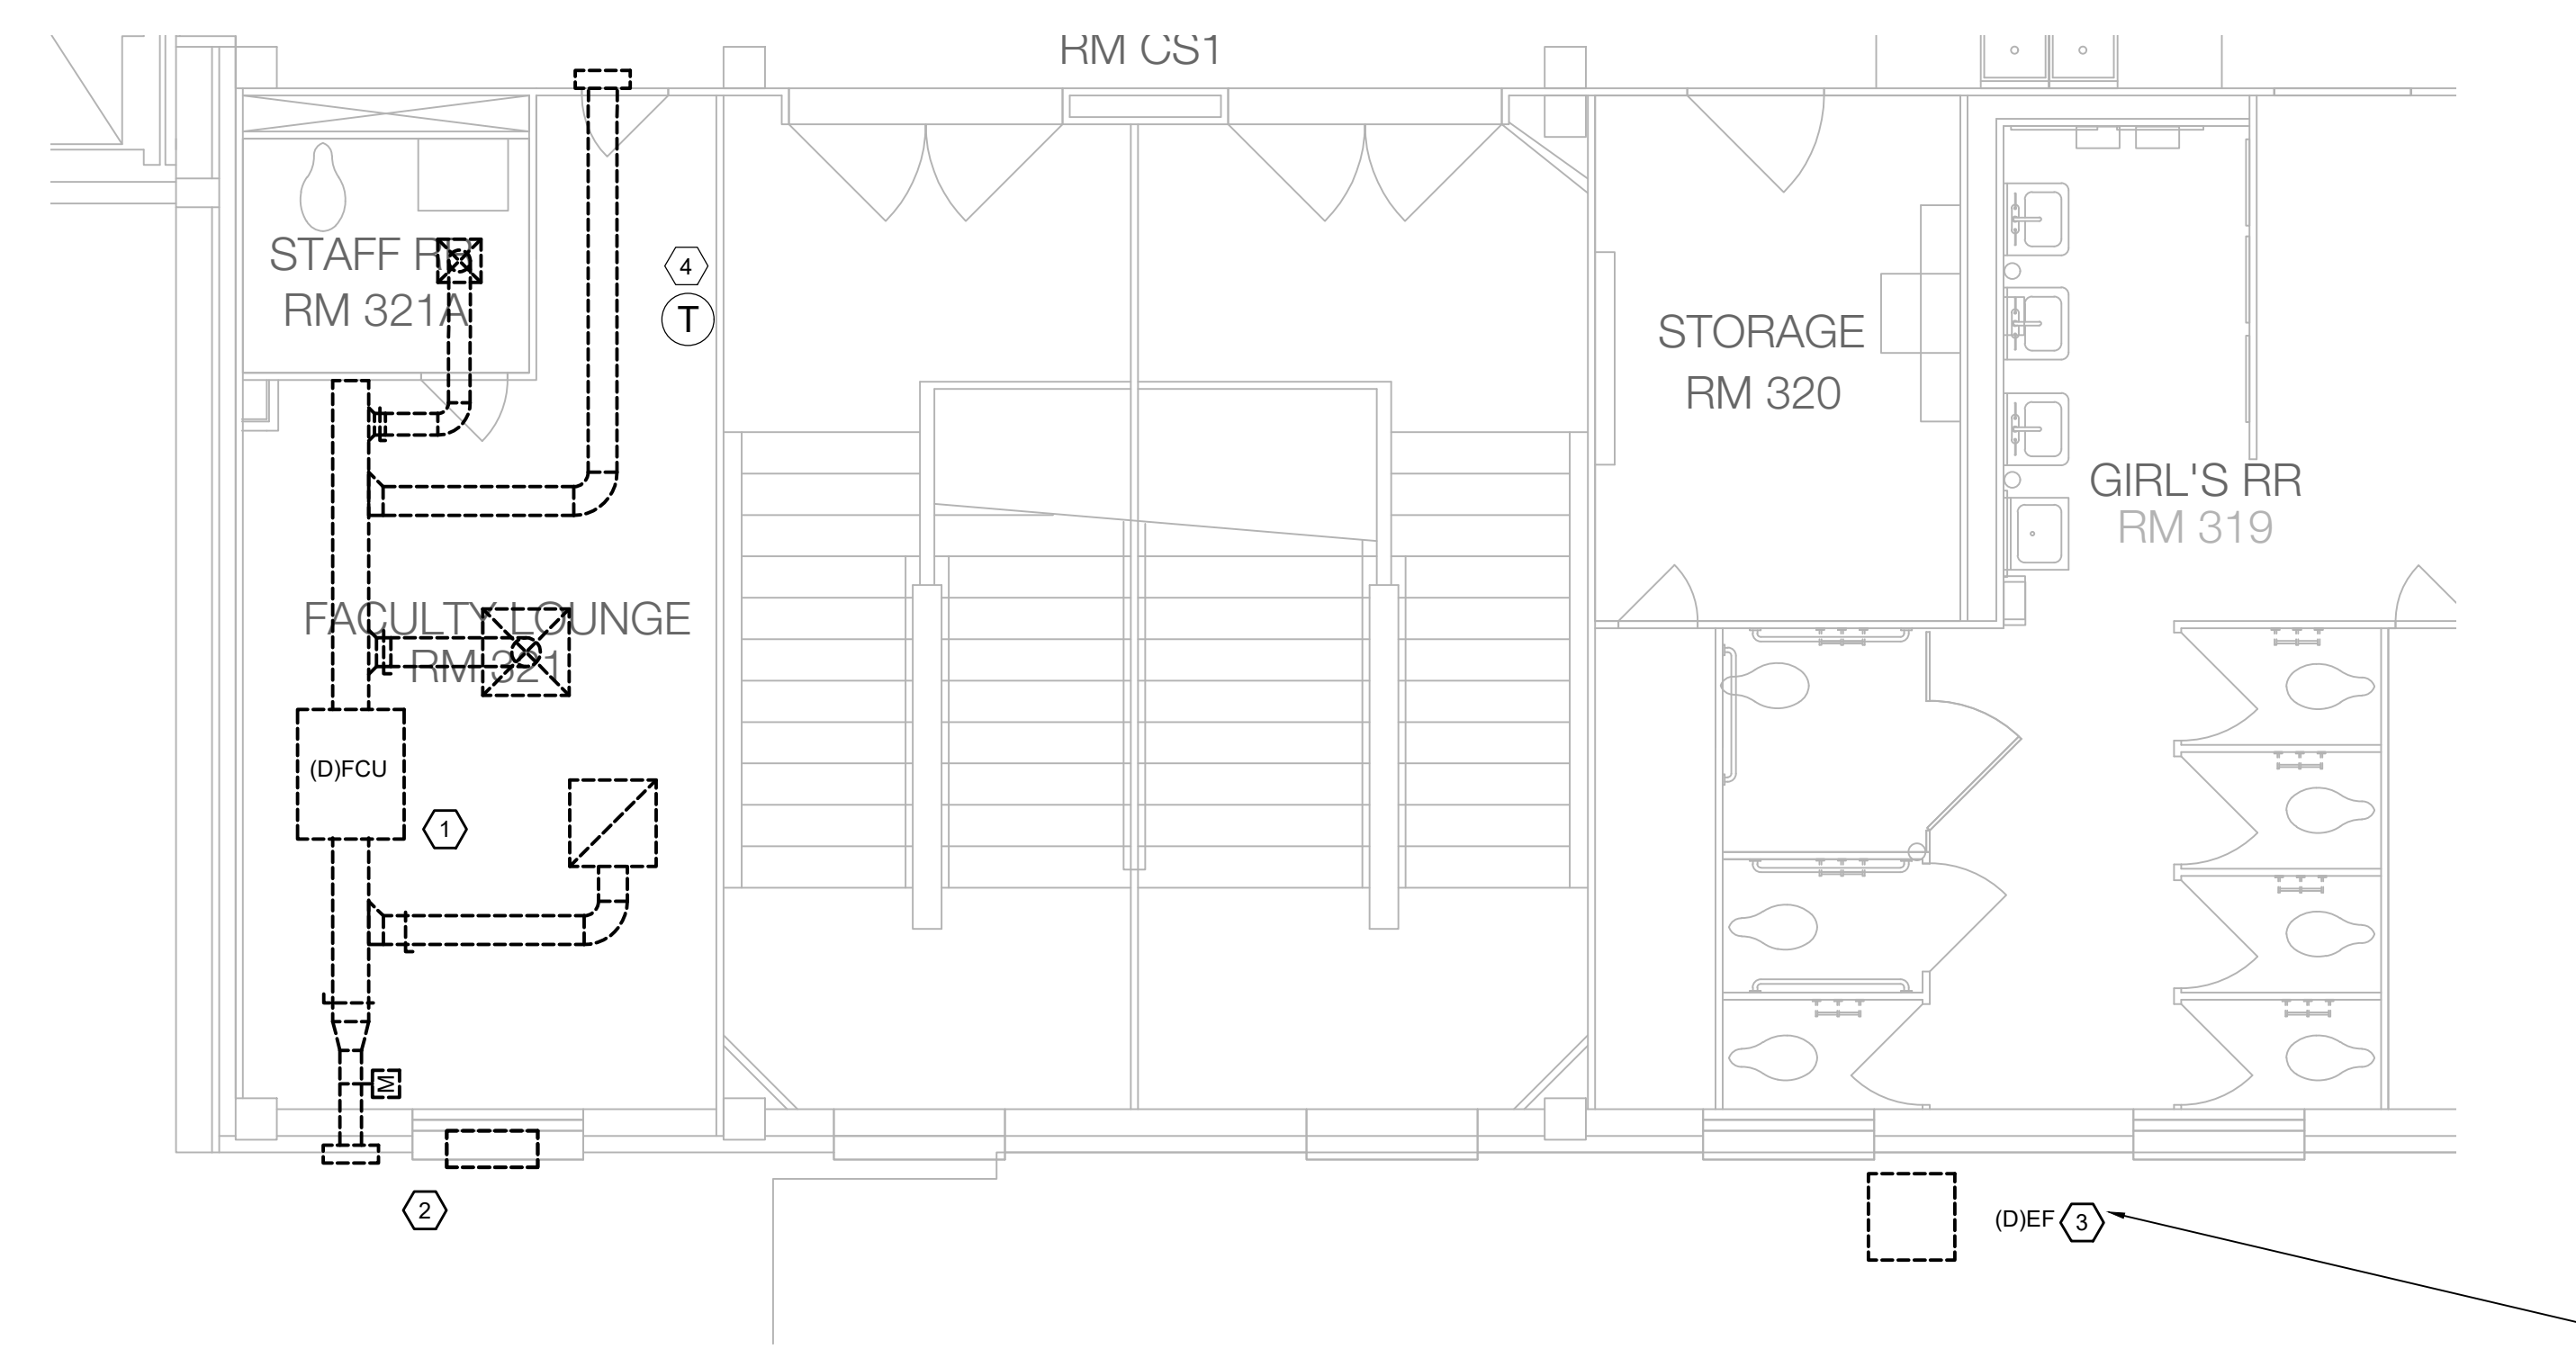 RM CS1
STAFF RR
RM 321A
4
T
STORAGE
RM 320
GIRL'S RR
RM 319
FACULTY LOUNGE
RM 321
(D)FCU
1
M
2
(D)EF 3